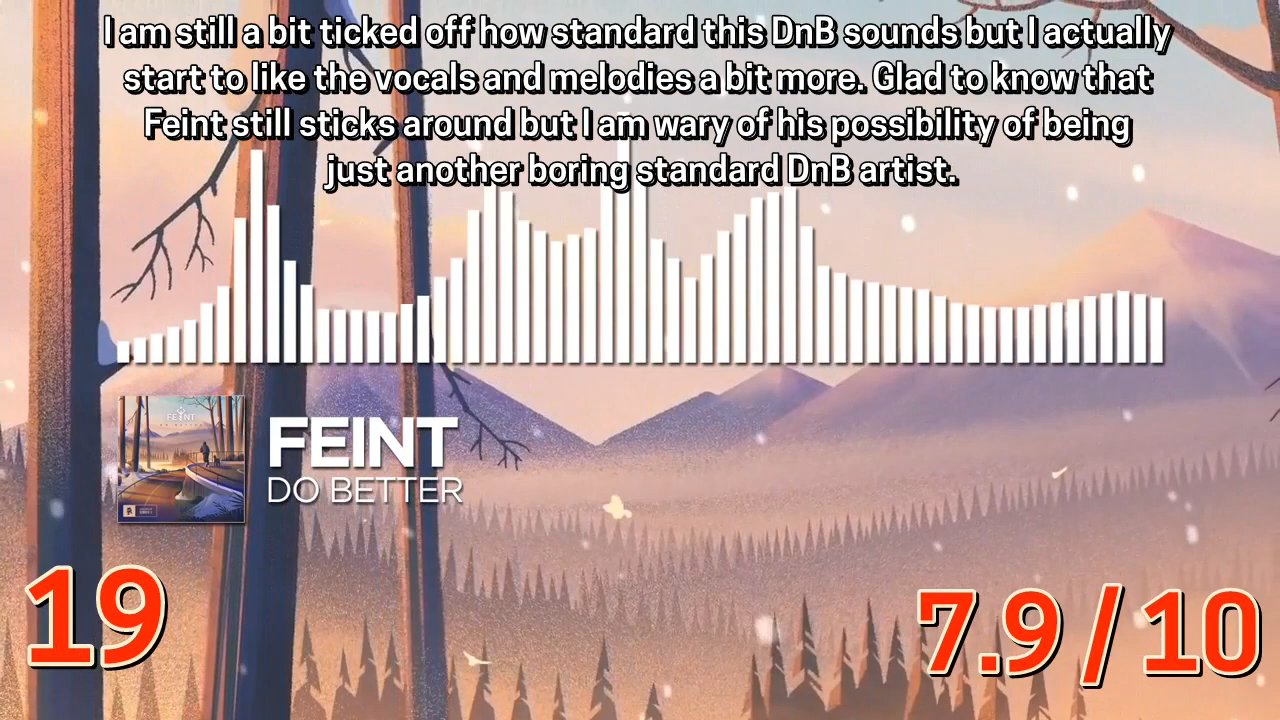 I am still a bit ticked off how standard this DnB sounds but I actually
start to like the vocals and melodies a bit more. Glad to know that
Feint still sticks around but I am wary of his possibility of being
just another boring standard DnB artist.
FEINT
FEINT
DO BETTER
19
7.9 / 10